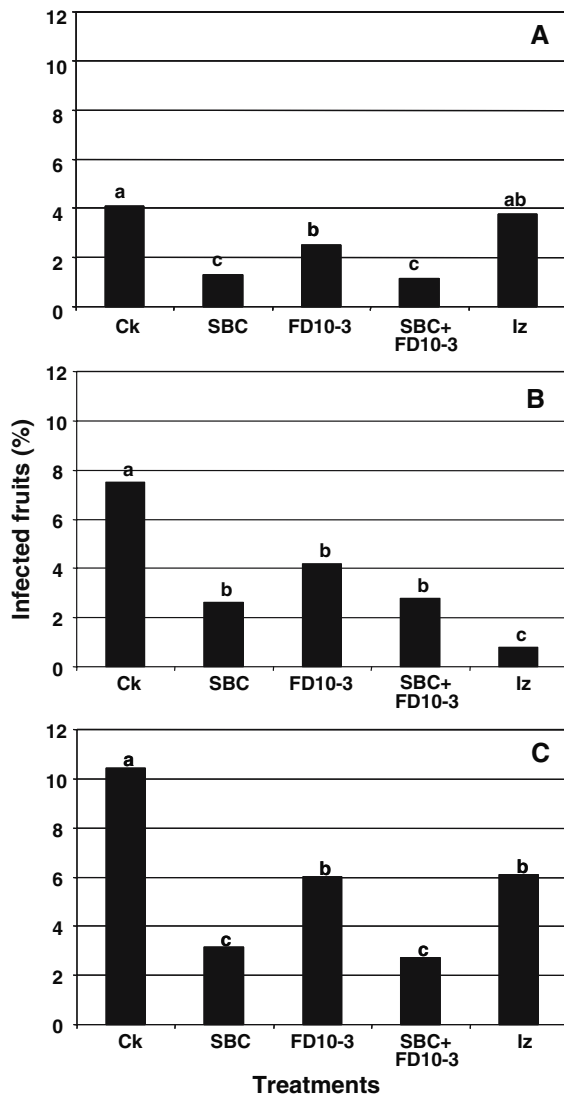 A
12
10
8
6
4
2
0
a
c
b
c
ab
Ck
SBC
FD10-3
SBC+
FD10-3
Iz
B
12
10
8
6
4
2
0
a
b
b
b
c
Ck
SBC
FD10-3
SBC+
FD10-3
Iz
C
12
10
8
6
4
2
0
a
c
b
c
b
Ck
SBC
FD10-3
SBC+
FD10-3
Iz
Infected fruits (%)
Treatments